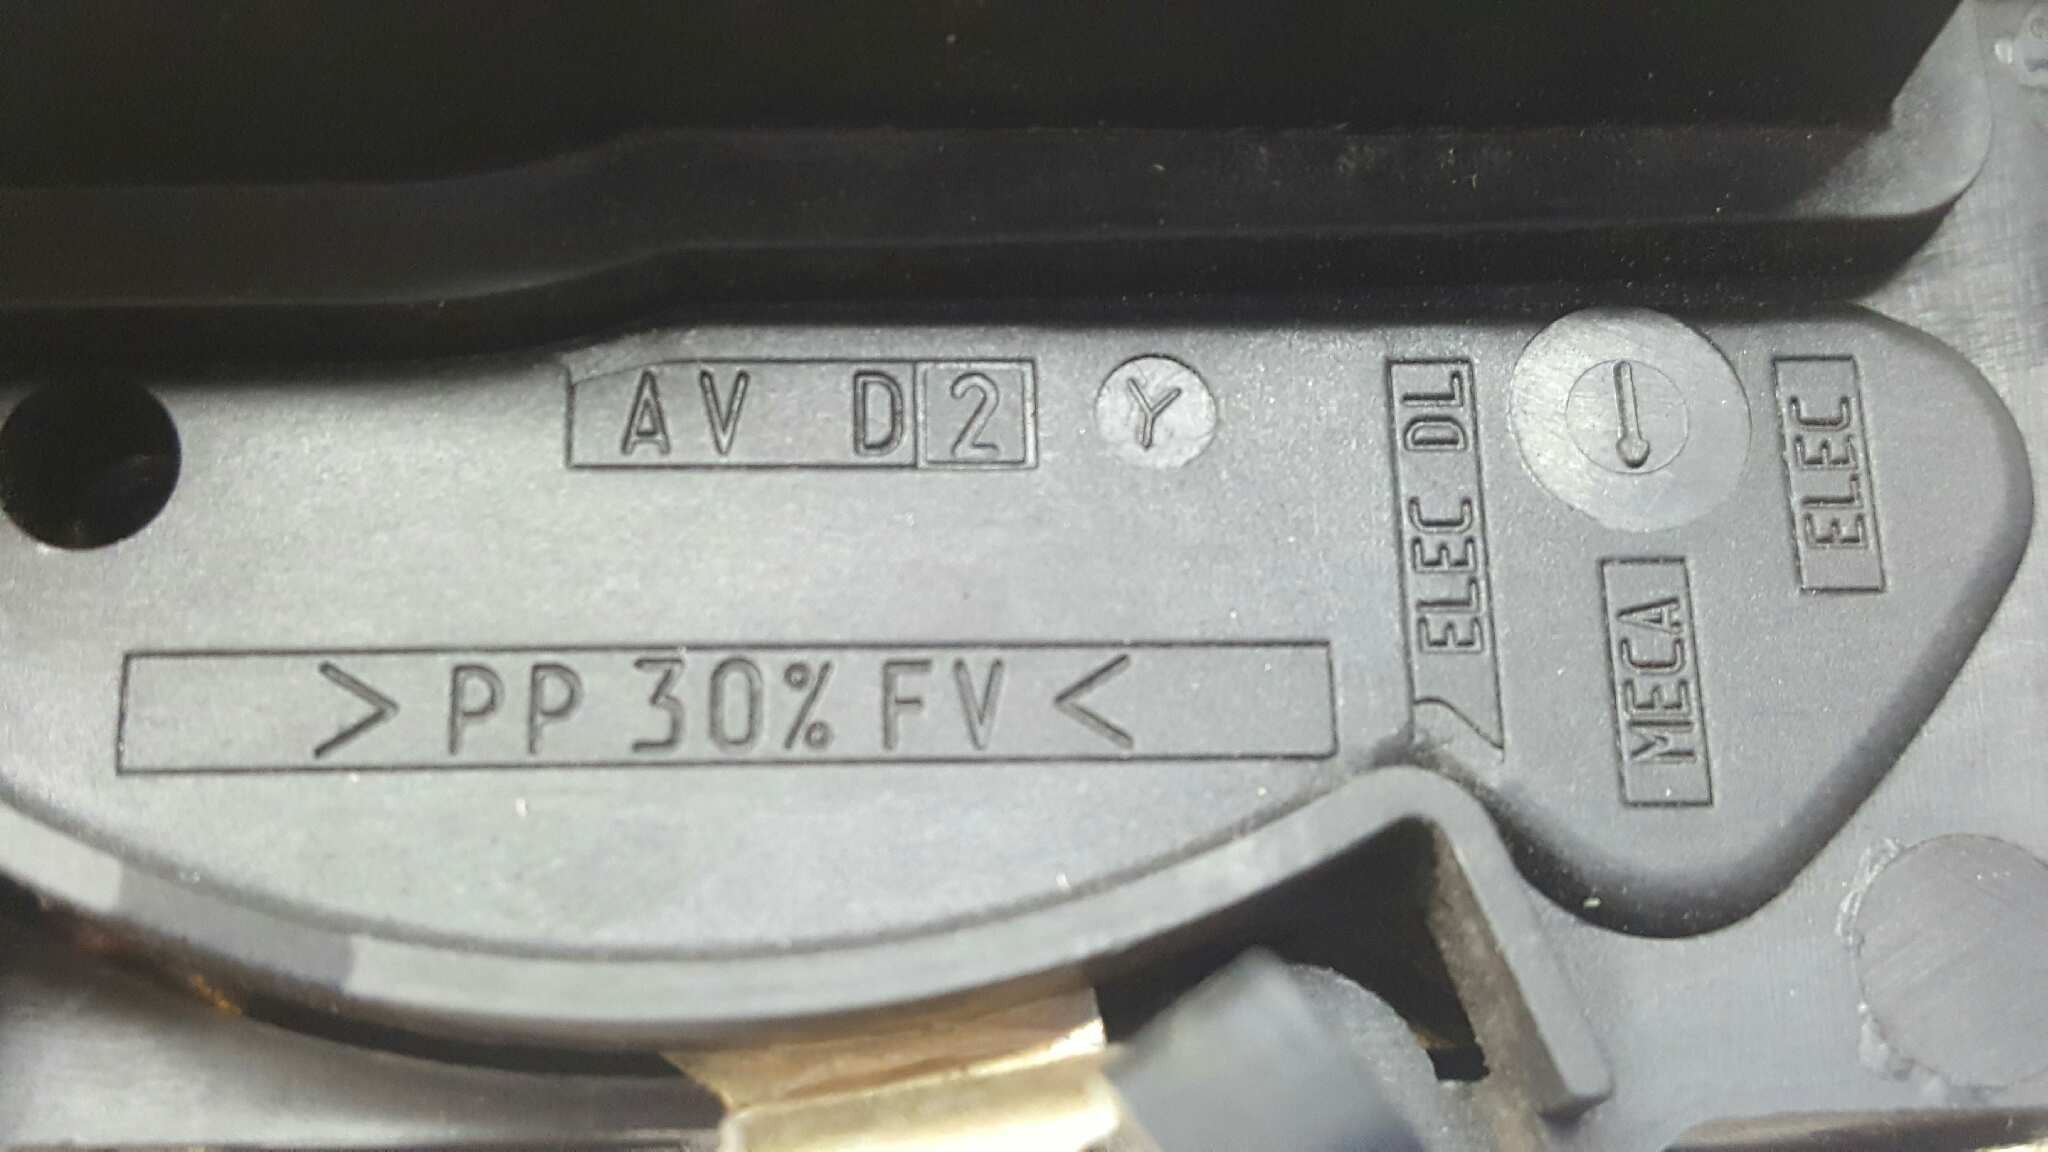 AV D 2
Y
ELEC DL
ELEC
MECA
> PP 30% FV <